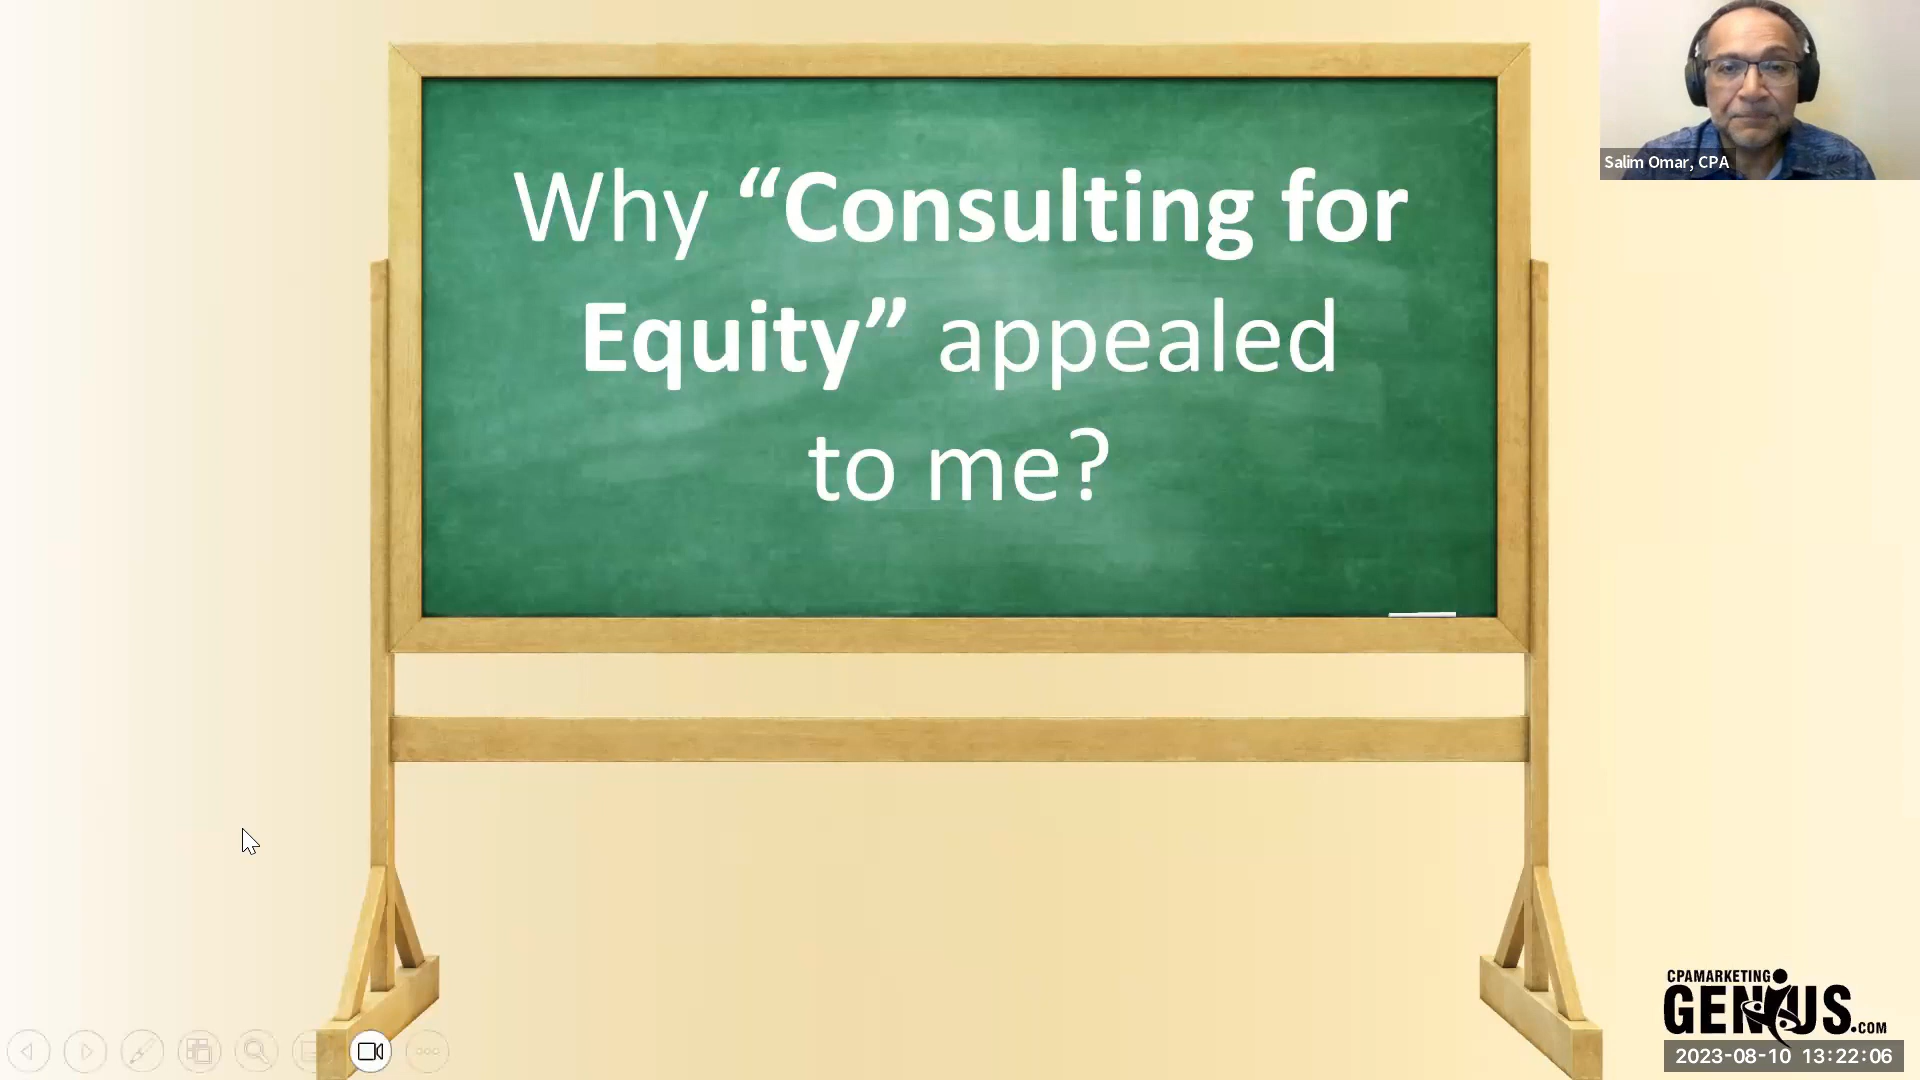 Why “Consulting for
Equity” appealed
to me?
Salim Omar, CPA
CPAMARKETING
GENIUS.COM
2023-08-10 13:22:06